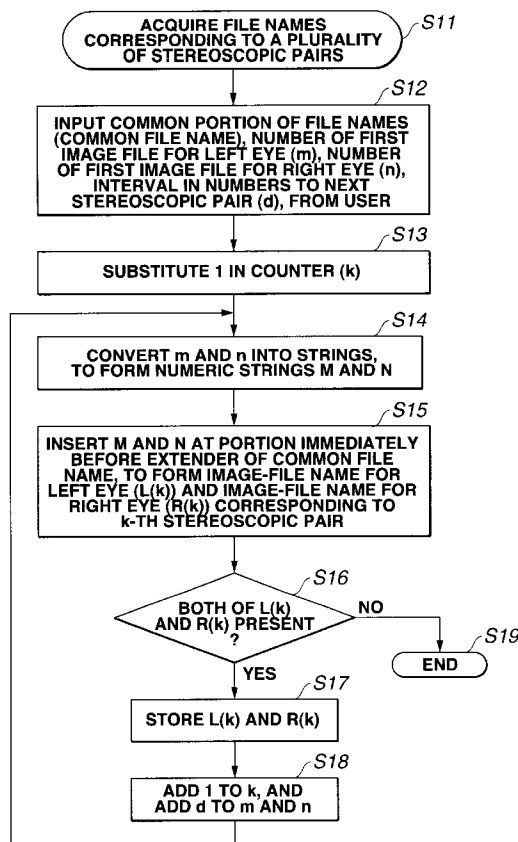 ACQUIRE FILE NAMES
CORRESPONDING TO A PLURALITY
OF STEREOSCOPIC PAIRS
S11
S12
INPUT COMMON PORTION OF FILE NAMES
(COMMON FILE NAME), NUMBER OF FIRST
IMAGE FILE FOR LEFT EYE (m), NUMBER
OF FIRST IMAGE FILE FOR RIGHT EYE (n),
INTERVAL IN NUMBERS TO NEXT
STEREOSCOPIC PAIR (d), FROM USER
S13
SUBSTITUTE 1 IN COUNTER (k)
S14
CONVERT m AND n INTO STRINGS,
TO FORM NUMERIC STRINGS M AND N
S15
INSERT M AND N AT PORTION IMMEDIATELY
BEFORE EXTENDER OF COMMON FILE
NAME, TO FORM IMAGE-FILE NAME FOR
LEFT EYE (L(k)) AND IMAGE-FILE NAME FOR
RIGHT EYE (R(k)) CORRESPONDING TO
k-TH STEREOSCOPIC PAIR
S16
BOTH OF L(k)
AND R(k) PRESENT
?
NO
S19
END
YES
S17
STORE L(k) AND R(k)
S18
ADD 1 TO k, AND
ADD d TO m AND n